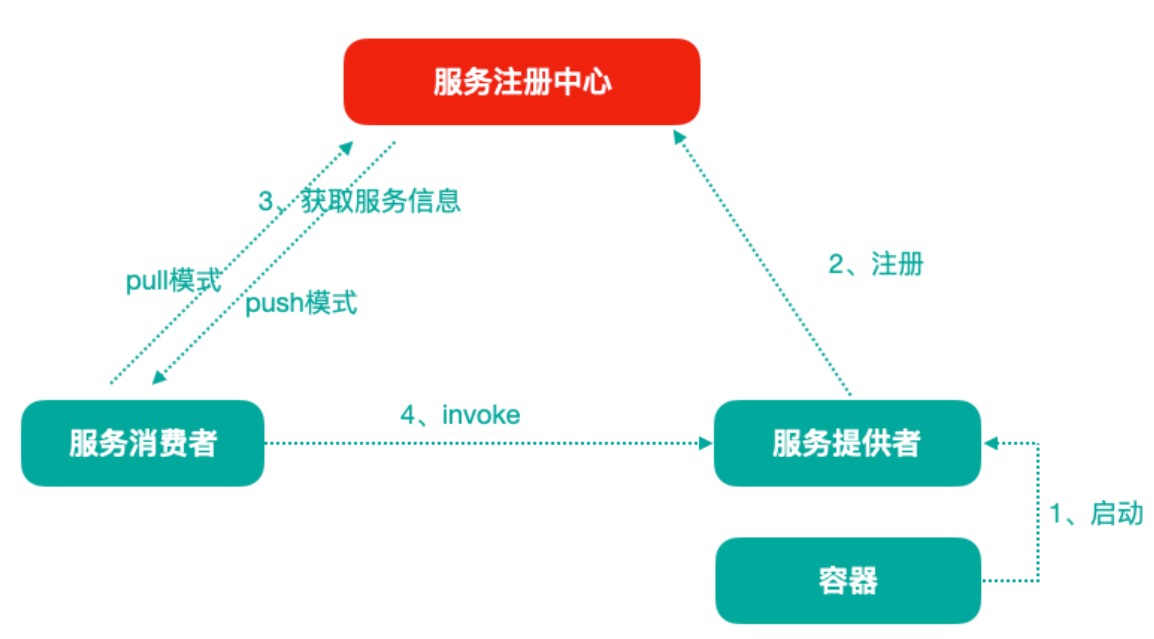 服务注册中心
3、获取服务信息
2、注册
pull模式
push模式
4、invoke
服务消费者
服务提供者
1、启动
容器